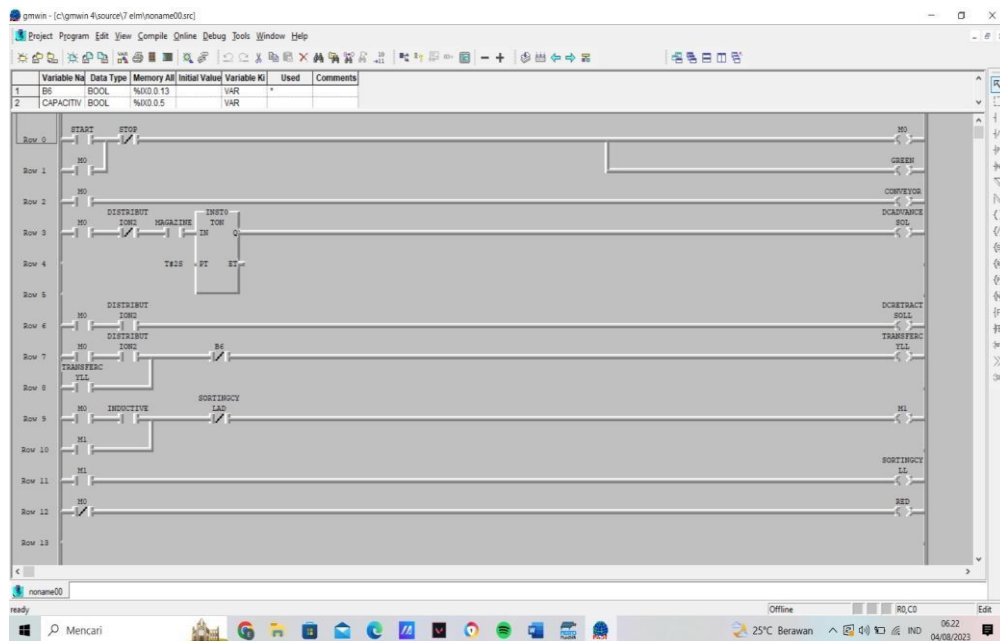 gmwin - [c:\gmwin 4\source\7 elm\noname00.src]
Project Program Edit View Compile Online Debug Tools Window Help
Variable Na Data Type Memory All Initial Value Variable Ki Used Comments
1 B6 BOOL %IX0.0.13 VAR *
2 CAPACITIV BOOL %IX0.0.5 VAR
START STOP M0
Row 0
M0 GREEN
Row 1
M0 CONVEYOR
Row 2
DISTRIBUT INST0 DCADVANCE
M0 ION2 MAGAZINE TON SOL
Row 3 IN Q
Row 4 T#2S PT ET
Row 5
DISTRIBUT DCRETRACT
M0 ION2 SOLL
Row 6
DISTRIBUT TRANSFERC
M0 ION2 B6 YLL
Row 7
TRANSFERC
YLL
Row 8
SORTINGCY
M0 INDUCTIVE LAD M1
Row 9
M1
Row 10
SORTINGCY
M1 LL
Row 11
M0 RED
Row 12
Row 13
noname00
ready Offline R0,C0 Edit
Mencari 25°C Berawan IND 06.22
04/08/2023